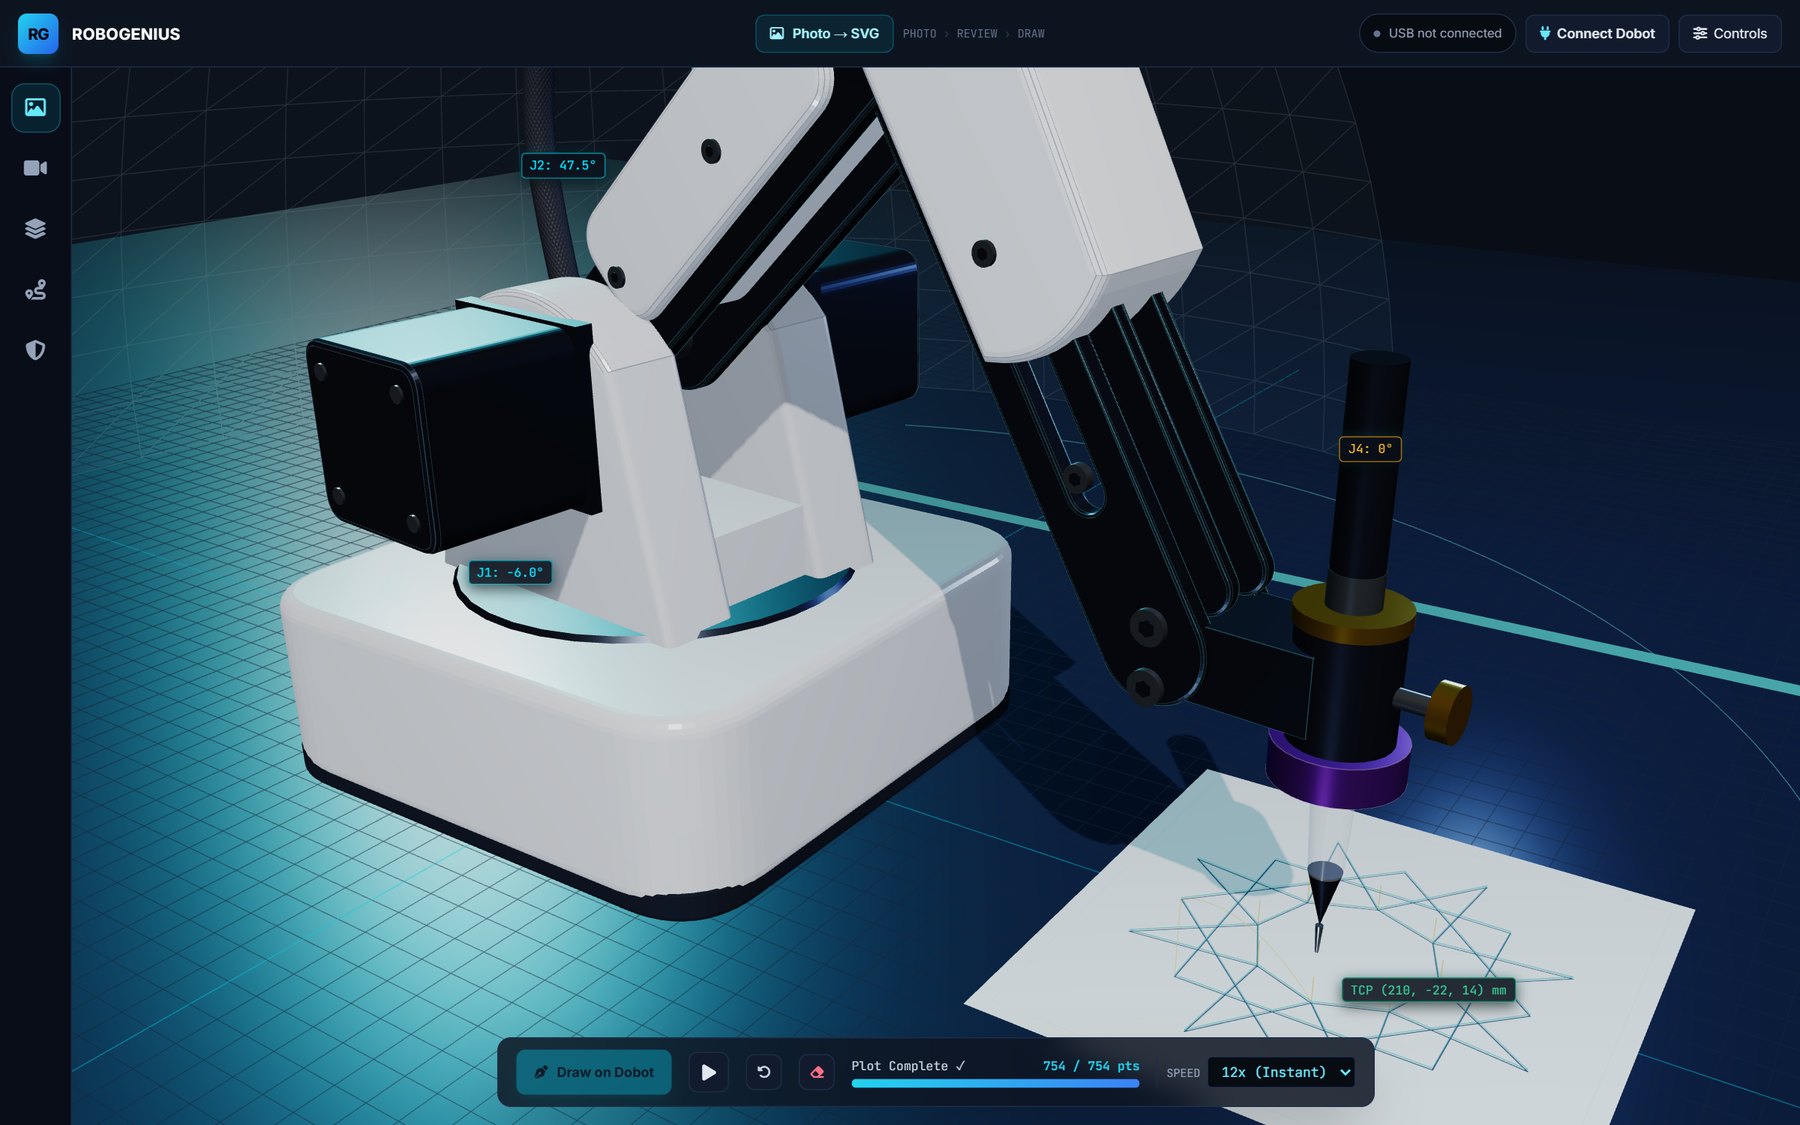 RG ROBOGENIUS
Photo → SVG PHOTO › REVIEW › DRAW
USB not connected Connect Dobot Controls
J2: 47.5°
J4: 0°
J1: -6.0°
TCP (210, -22, 14) mm
Draw on Dobot
Plot Complete ✓ 754 / 754 pts
SPEED 12x (Instant)